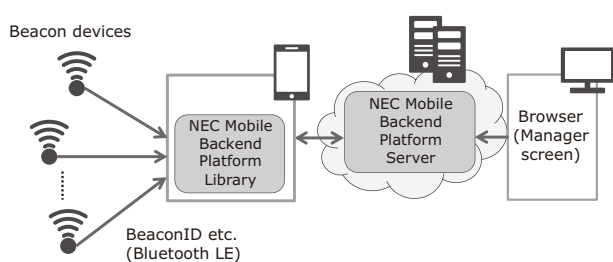 Beacon devices
NEC Mobile
Backend
Platform
Library
BeaconID etc.
(Bluetooth LE)
NEC Mobile
Backend
Platform
Server
Browser
(Manager
screen)